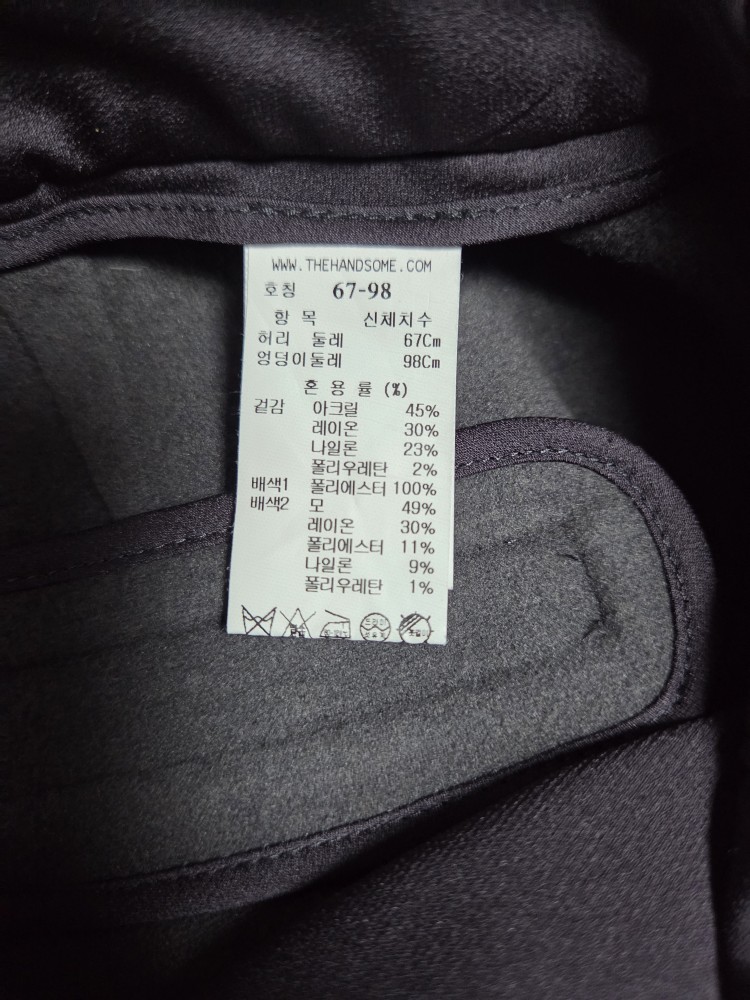 WWW.THEHANDSOME.COM
호칭 67-98
항 목 신체치수
허리 둘레 67Cm
엉덩이둘레 98Cm
혼 용 률 (%)
겉감 아크릴 45%
레이온 30%
나일론 23%
폴리우레탄 2%
배색1 폴리에스터 100%
배색2 모 49%
레이온 30%
폴리에스터 11%
나일론 9%
폴리우레탄 1%